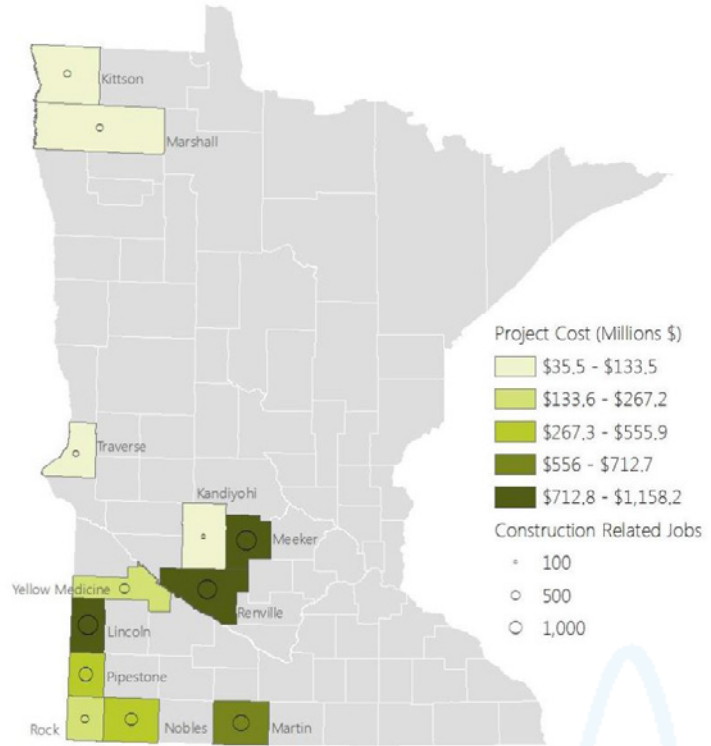 Kittson
Marshall
Project Cost (Millions $)
$35.5 - $133.5
$133.6 - $267.2
$267.3 - $555.9
$556 - $712.7
$712.8 - $1,158.2
Construction Related Jobs
100
500
1,000
Traverse
Kandiyohi
Meeker
Yellow Medicine
Renville
Lincoln
Pipestone
Rock
Nobles
Martin